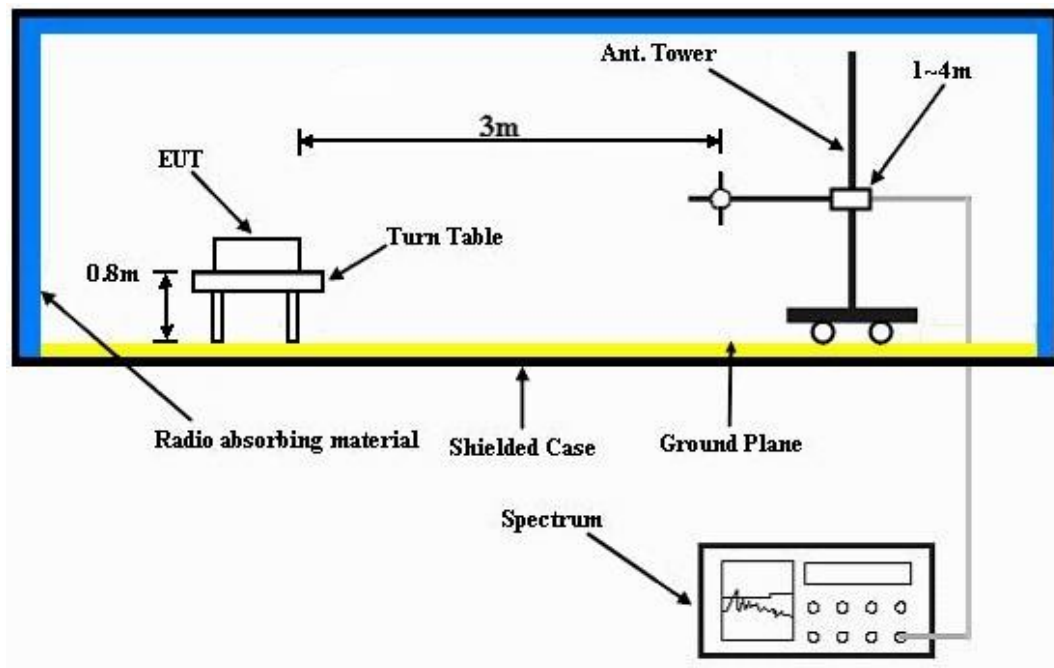 Ant. Tower
1~4m
3m
EUT
Turn Table
0.8m
Radio absorbing material
Shielded Case
Ground Plane
Spectrum